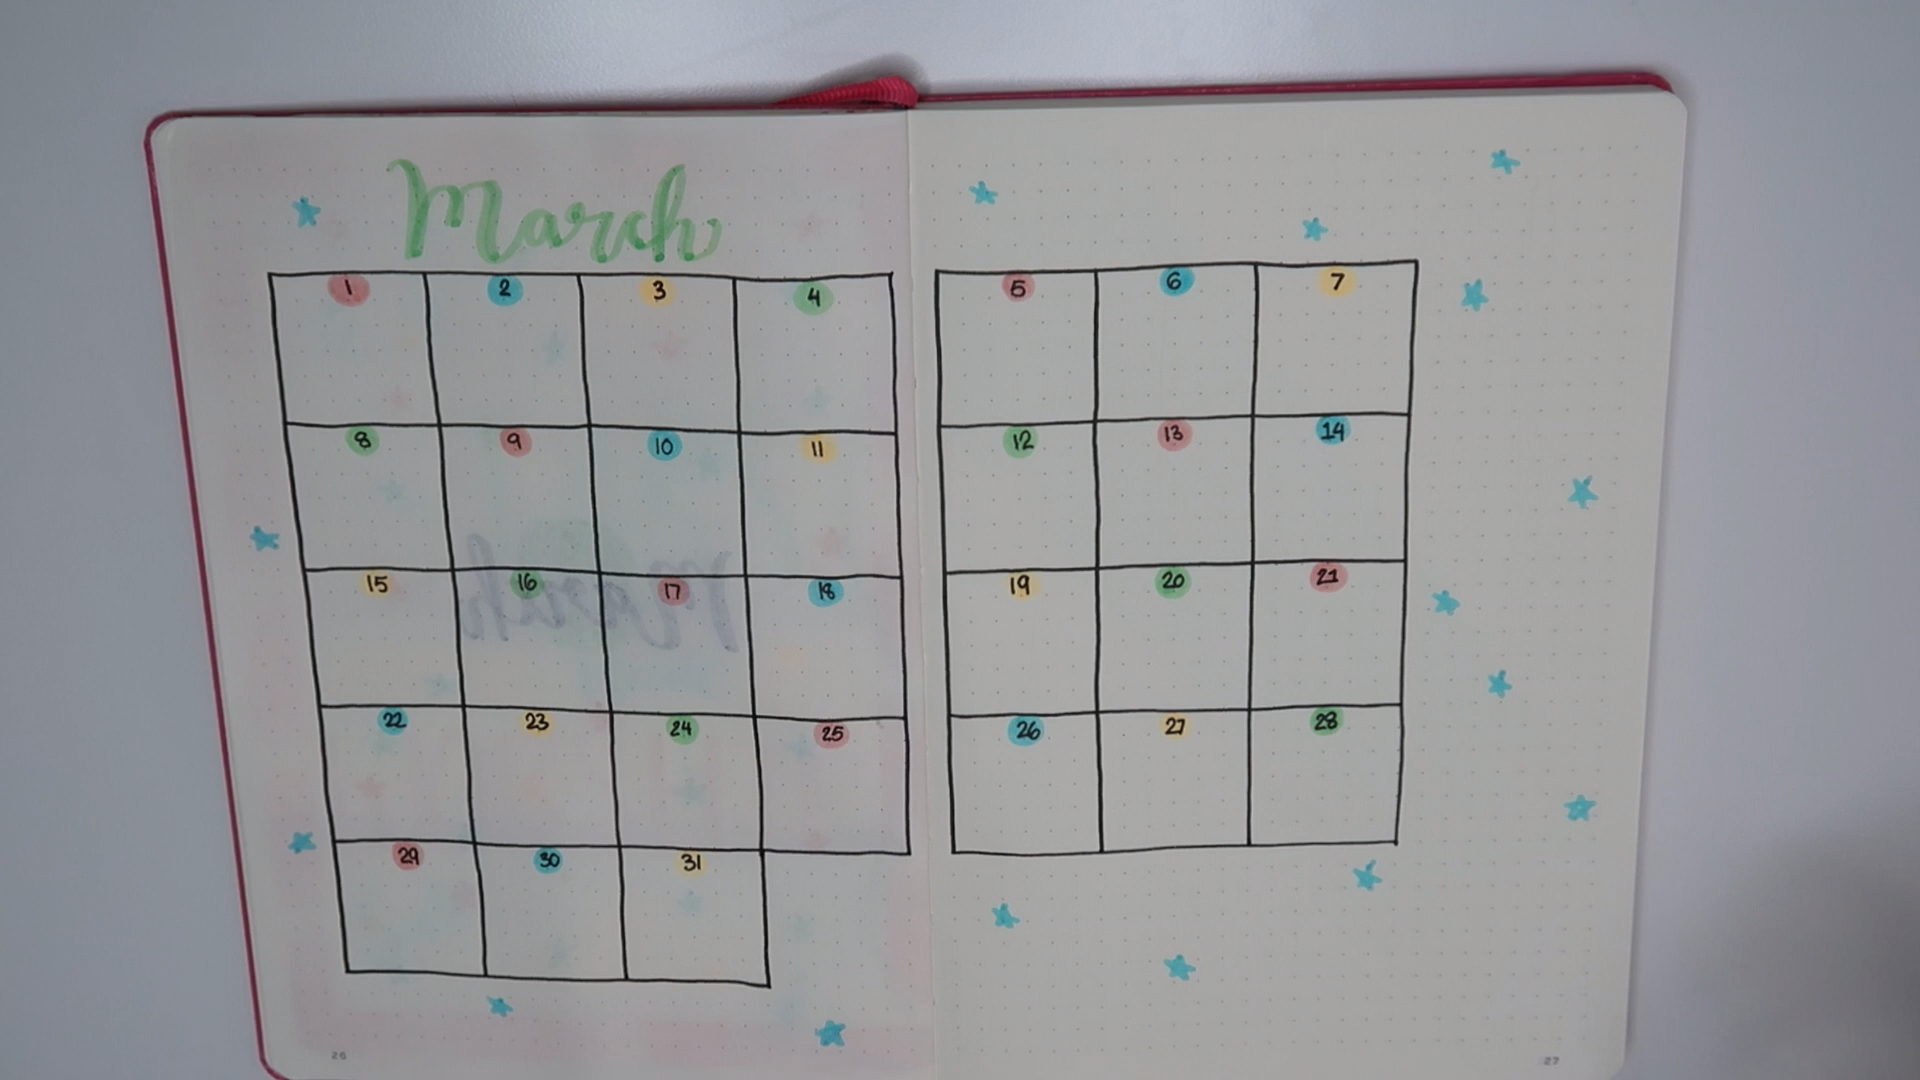 March
1 2 3 4 5 6 7
8 9 10 11 12 13 14
15 16 17 18 19 20 21
22 23 24 25 26 27 28
29 30 31
March
26 27